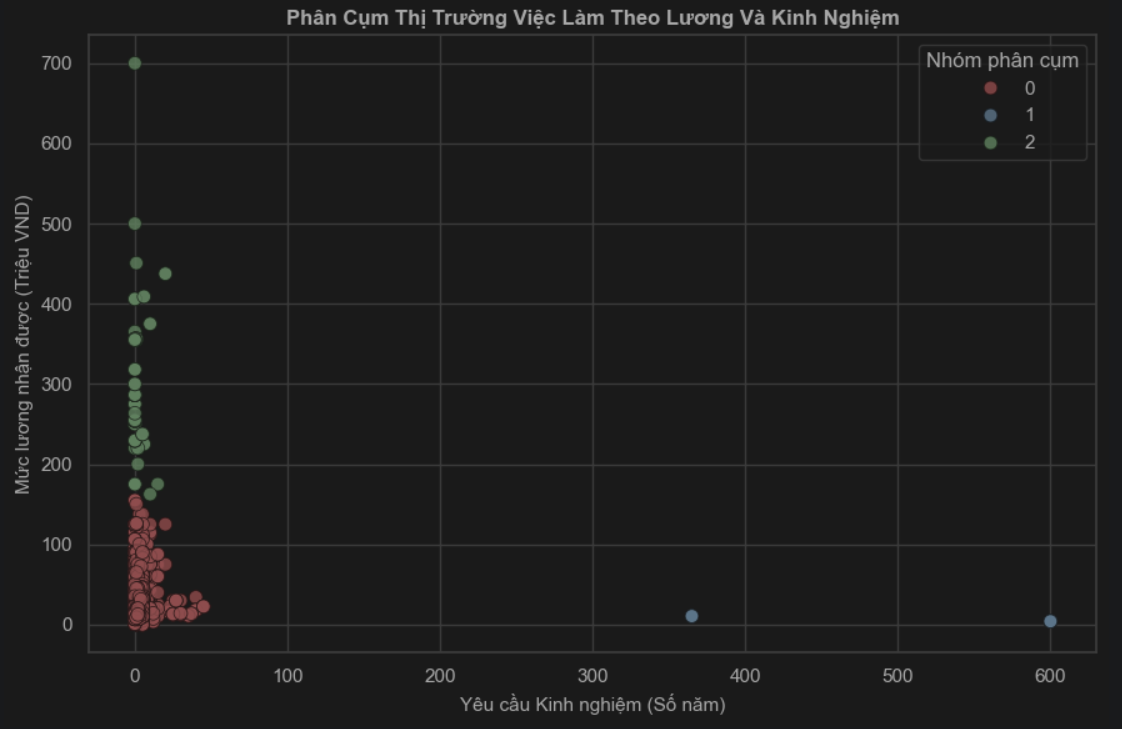 Phân Cụm Thị Trường Việc Làm Theo Lương Và Kinh Nghiệm
Nhóm phân cụm
0
1
2
Mức lương nhận được (Triệu VND)
700
600
500
400
300
200
100
0
0 100 200 300 400 500 600
Yêu cầu Kinh nghiệm (Số năm)